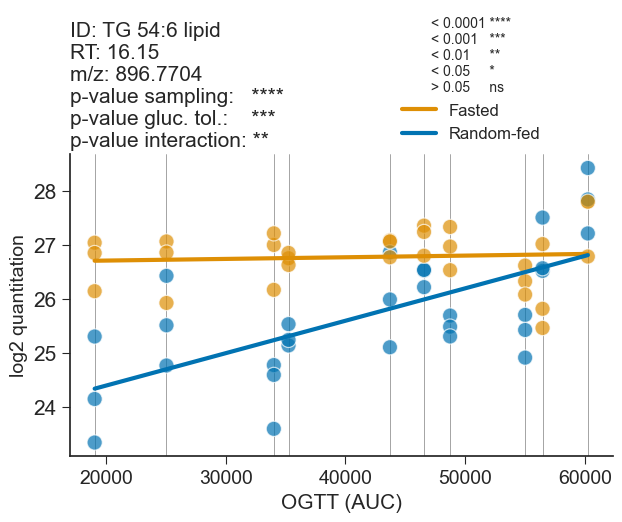 ID: TG 54:6 lipid
RT: 16.15
m/z: 896.7704
p-value sampling: ****
p-value gluc. tol.: ***
p-value interaction: **
< 0.0001 ****
< 0.001 ***
< 0.01 **
< 0.05 *
> 0.05 ns
Fasted
Random-fed
log2 quantitation
28
27
26
25
24
20000 30000 40000 50000 60000
OGTT (AUC)